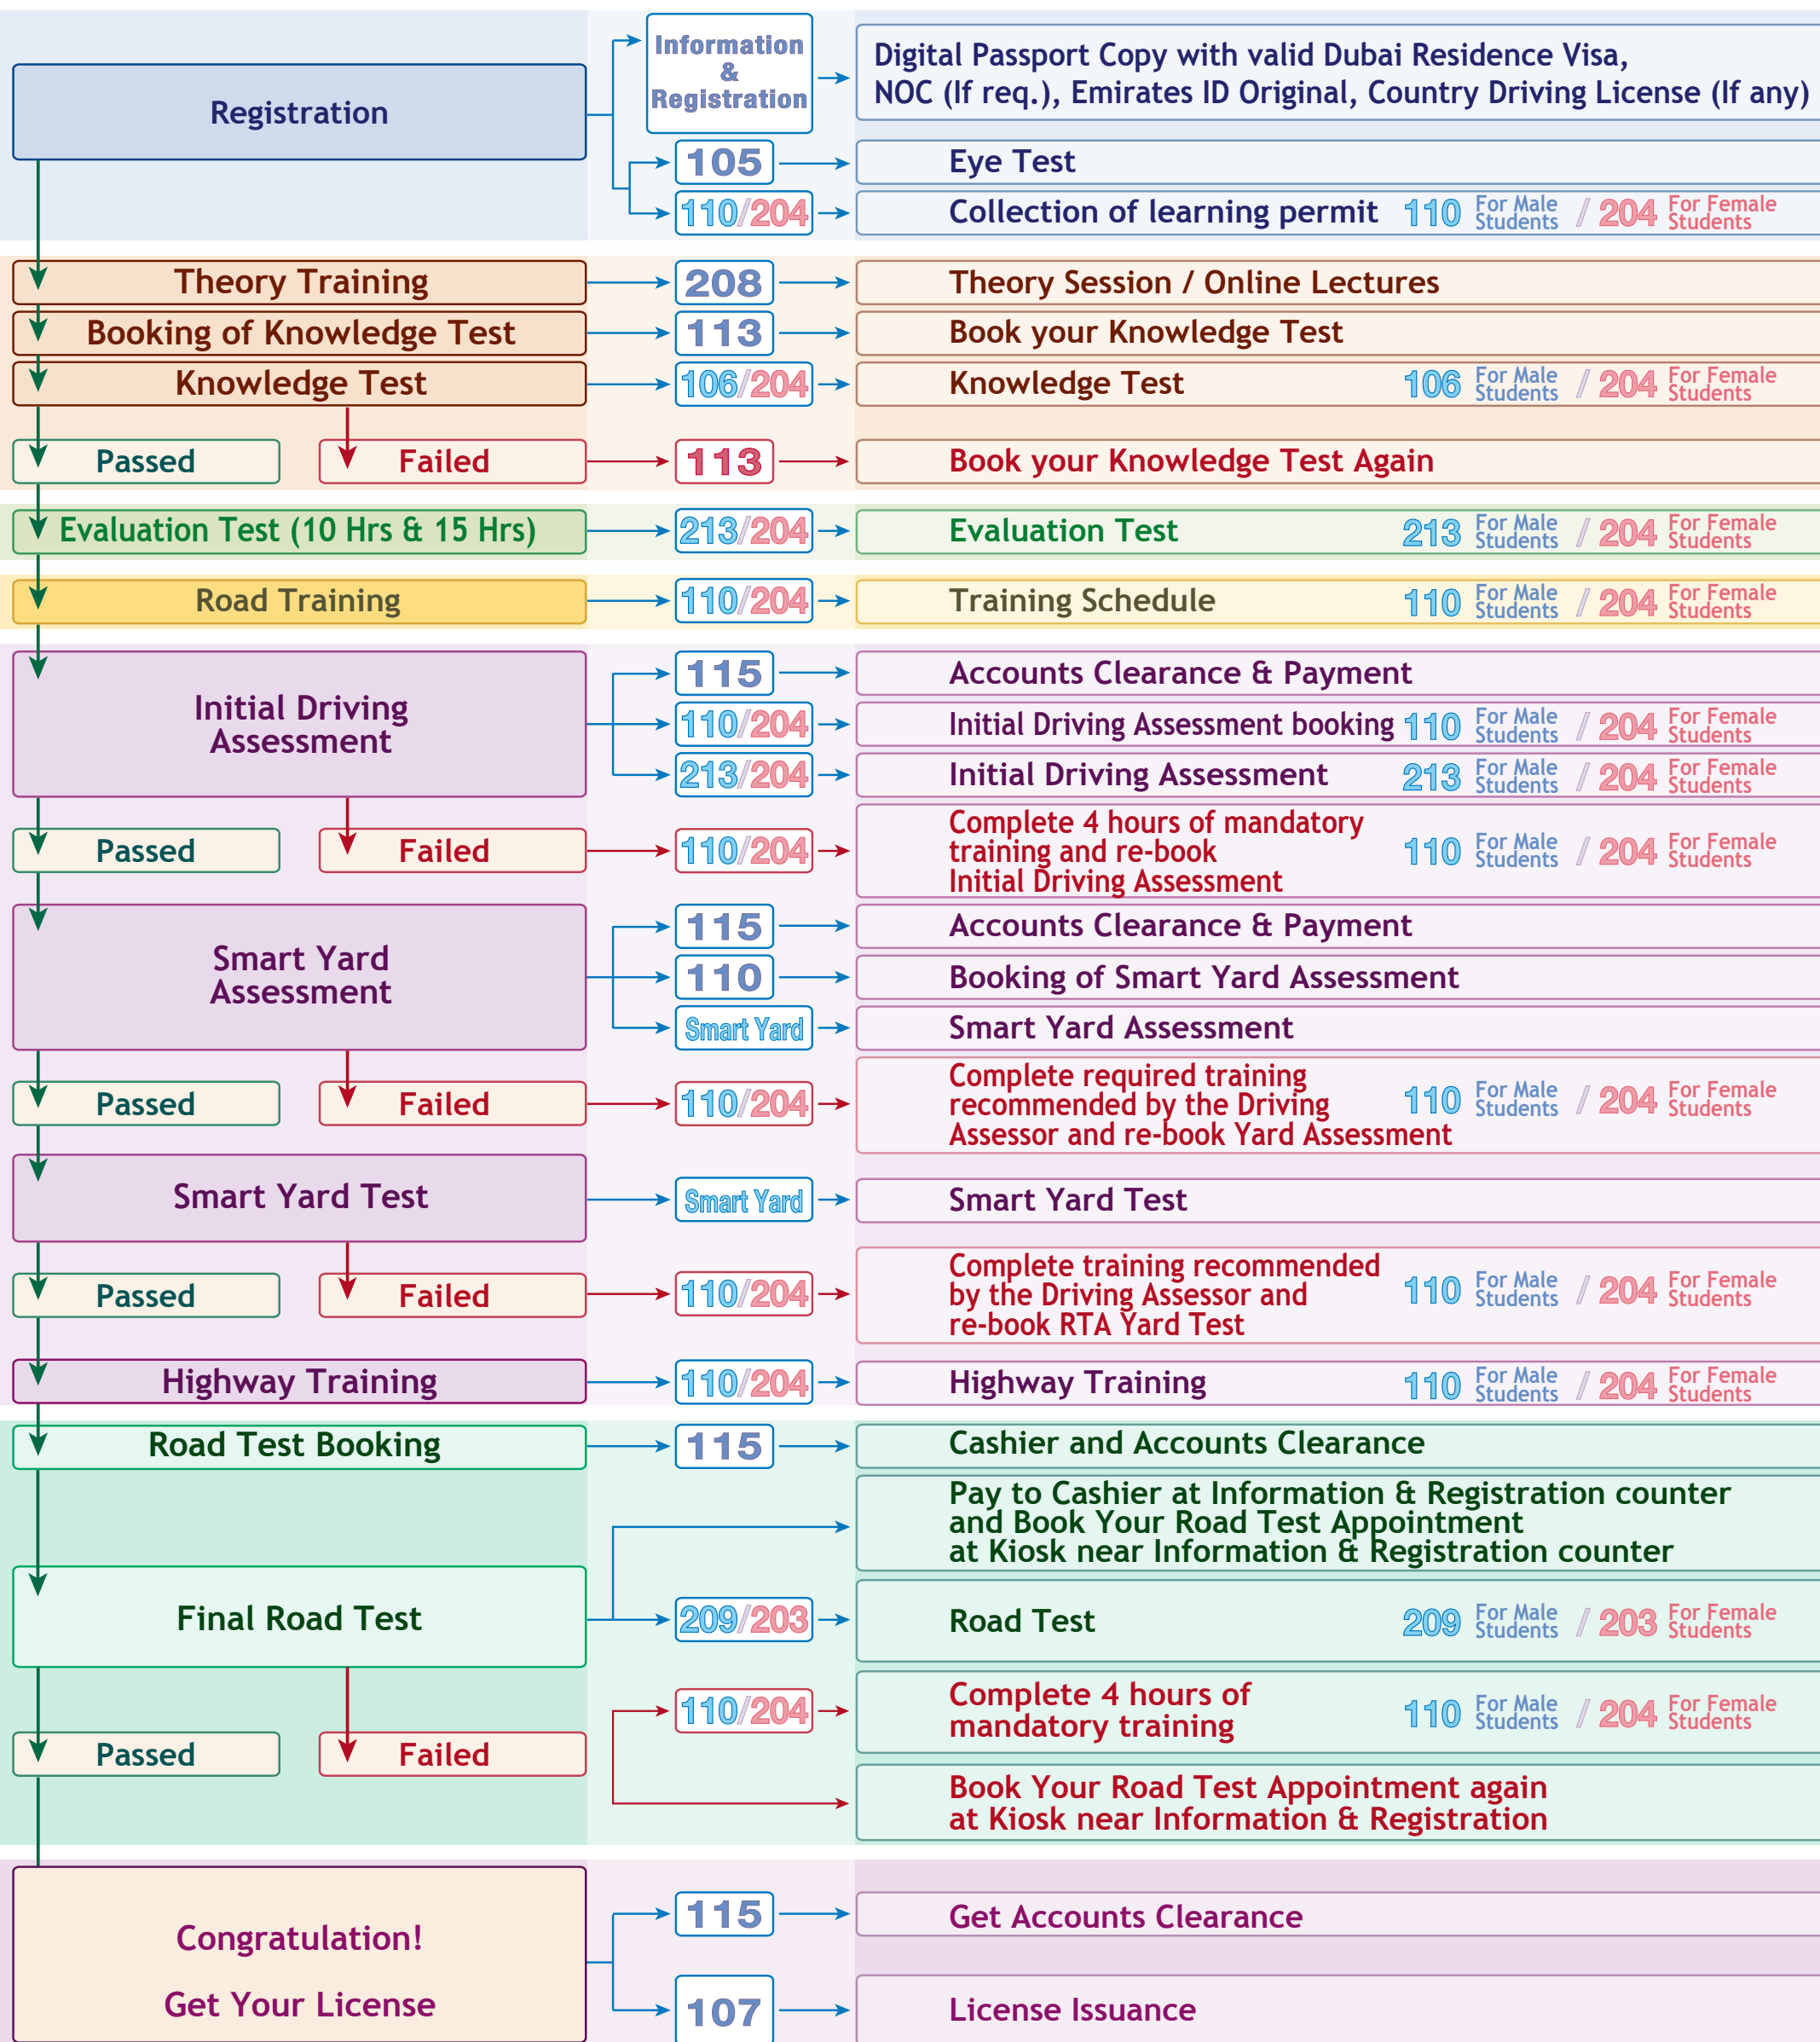 Registration
Information
&
Registration
Digital Passport Copy with valid Dubai Residence Visa,
NOC (If req.), Emirates ID Original, Country Driving License (If any)
105
Eye Test
110/204
Collection of learning permit 110 For Male Students / 204 For Female Students
Theory Training
208
Theory Session / Online Lectures
Booking of Knowledge Test
113
Book your Knowledge Test
Knowledge Test
106/204
Knowledge Test 106 For Male Students / 204 For Female Students
Passed
Failed
113
Book your Knowledge Test Again
Evaluation Test (10 Hrs & 15 Hrs)
213/204
Evaluation Test 213 For Male Students / 204 For Female Students
Road Training
110/204
Training Schedule 110 For Male Students / 204 For Female Students
Initial Driving
Assessment
115
Accounts Clearance & Payment
110/204
Initial Driving Assessment booking 110 For Male Students / 204 For Female Students
213/204
Initial Driving Assessment 213 For Male Students / 204 For Female Students
Passed
Failed
110/204
Complete 4 hours of mandatory
training and re-book
Initial Driving Assessment
110 For Male Students / 204 For Female Students
Smart Yard
Assessment
115
Accounts Clearance & Payment
110
Booking of Smart Yard Assessment
Smart Yard
Smart Yard Assessment
Passed
Failed
110/204
Complete required training
recommended by the Driving
Assessor and re-book Yard Assessment
110 For Male Students / 204 For Female Students
Smart Yard Test
Smart Yard
Smart Yard Test
Passed
Failed
110/204
Complete training recommended
by the Driving Assessor and
re-book RTA Yard Test
110 For Male Students / 204 For Female Students
Highway Training
110/204
Highway Training 110 For Male Students / 204 For Female Students
Road Test Booking
115
Cashier and Accounts Clearance
Pay to Cashier at Information & Registration counter
and Book Your Road Test Appointment
at Kiosk near Information & Registration counter
Final Road Test
209/203
Road Test 209 For Male Students / 203 For Female Students
Passed
Failed
110/204
Complete 4 hours of
mandatory training
110 For Male Students / 204 For Female Students
Book Your Road Test Appointment again
at Kiosk near Information & Registration
Congratulation!
Get Your License
115
Get Accounts Clearance
107
License Issuance